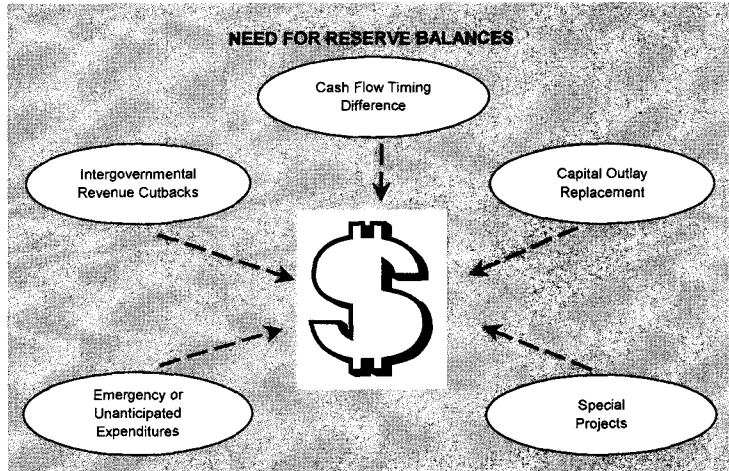 NEED FOR RESERVE BALANCES
Cash Flow Timing
Difference
Intergovernmental
Revenue Cutbacks
Capital Outlay
Replacement
$
Emergency or
Unanticipated
Expenditures
Special
Projects